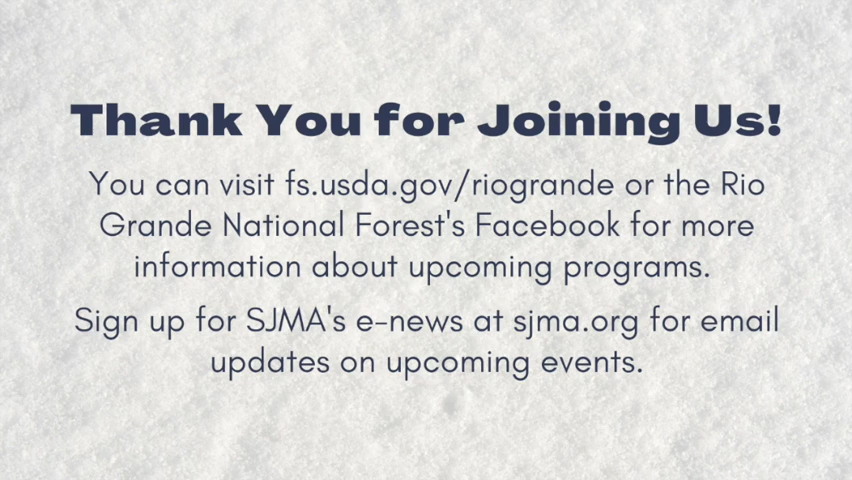 Thank You for Joining Us!
You can visit fs.usda.gov/riogrande or the Rio
Grande National Forest's Facebook for more
information about upcoming programs.
Sign up for SJMA's e-news at sjma.org for email
updates on upcoming events.